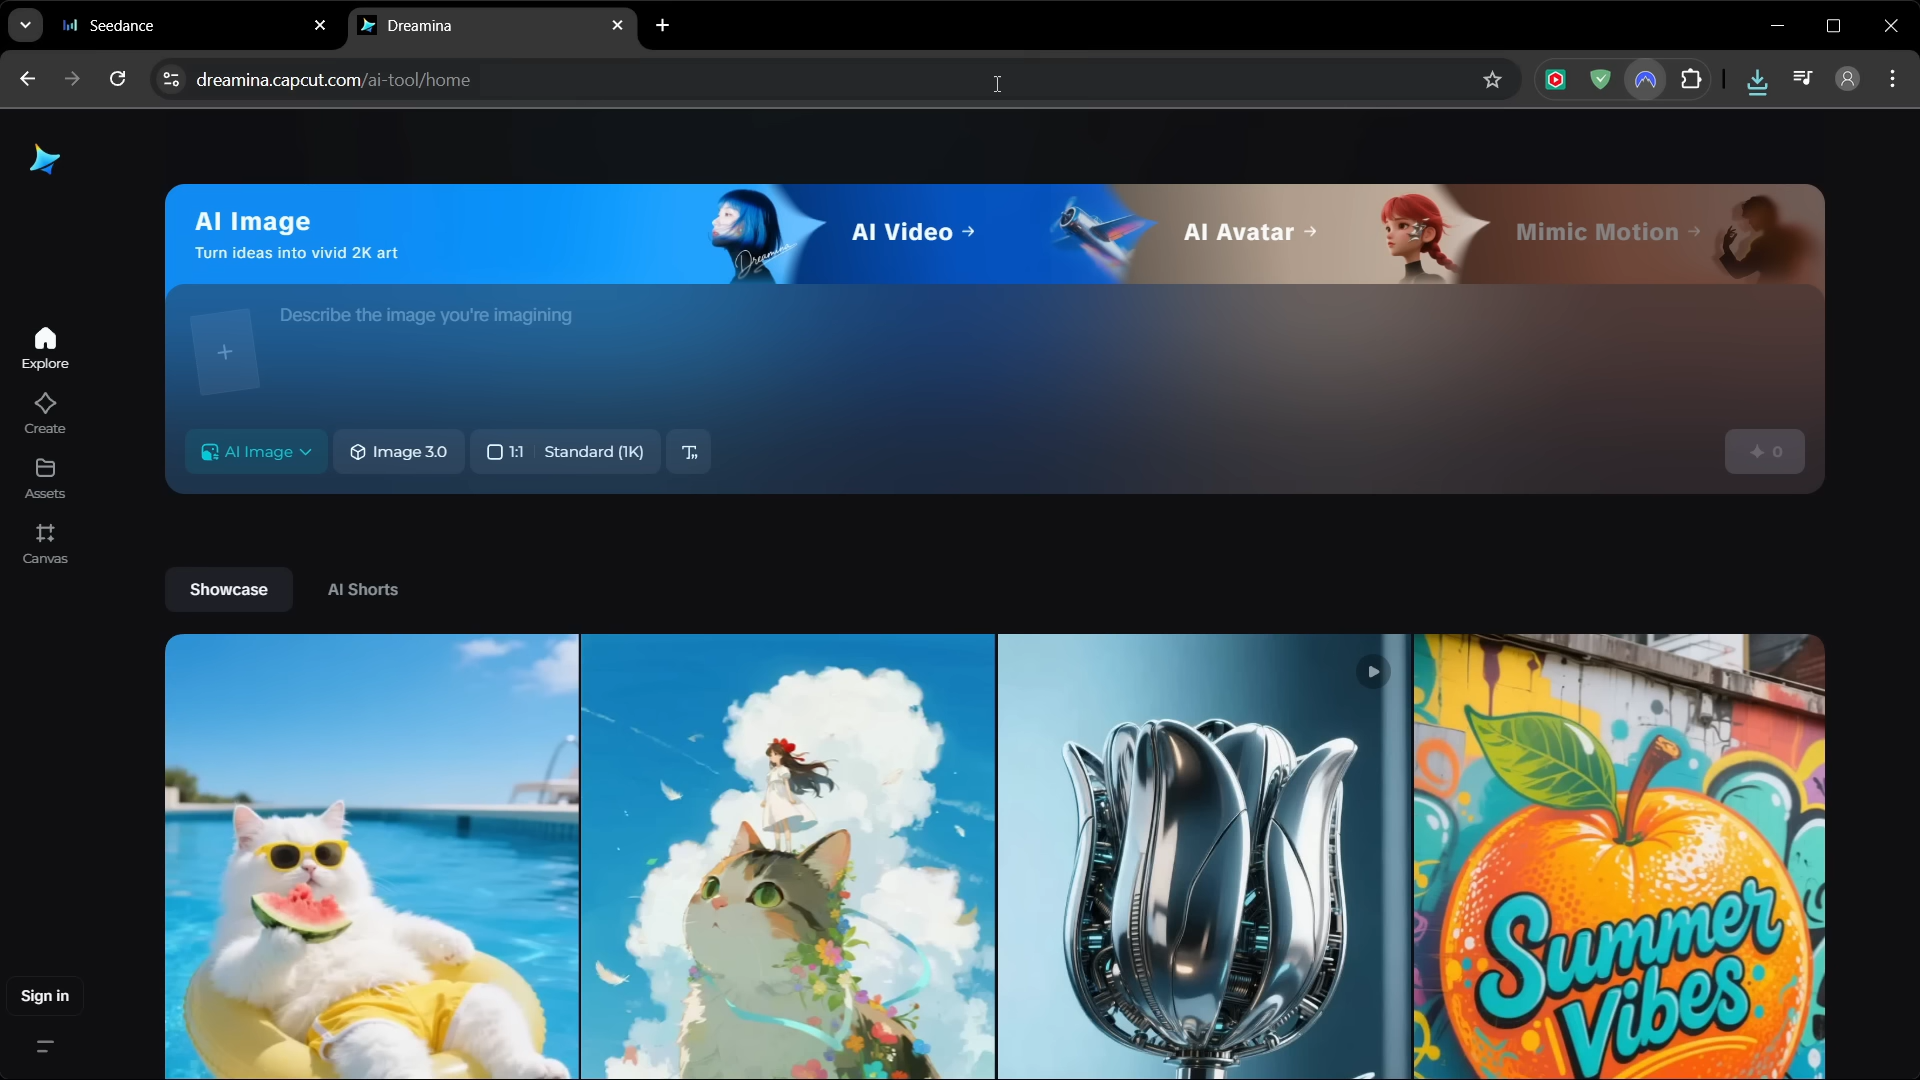 Seedance
Dreamina
dreamina.capcut.com/ai-tool/home
AI Image
Turn ideas into vivid 2K art
Dreamina
AI Video →
AI Avatar →
Mimic Motion →
Describe the image you're imagining
AI Image
Image 3.0
1:1
Standard (1K)
0
Explore
Create
Assets
Canvas
Showcase
AI Shorts
Summer
Vibes
Sign in